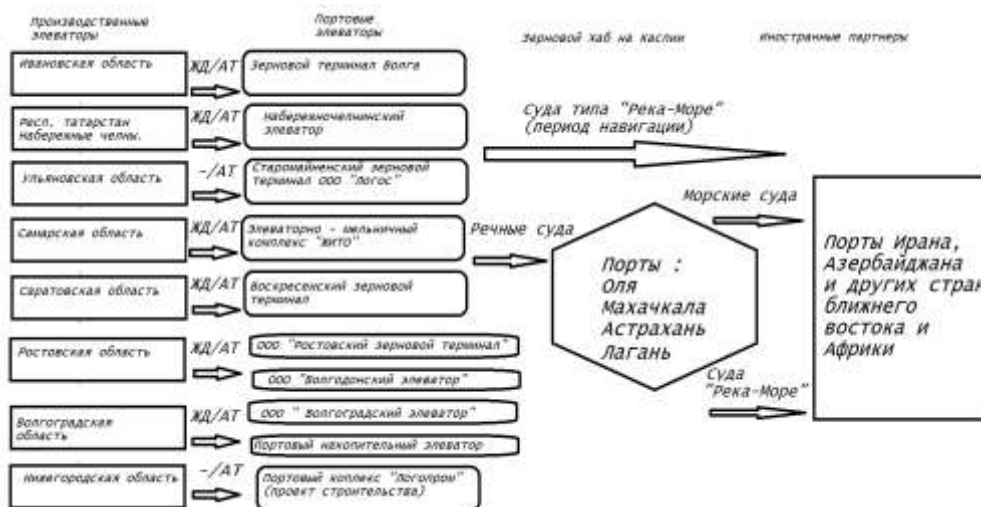 Производственные
элеваторы
Портовые
элеваторы
Зерновой хаб на Каспии
Иностранные партнеры
Ивановская область
ЖД/АТ
Зерновой терминал Волга
Респ. татарстан
Набережные челны.
ЖД/АТ
Набережночелнинский
элеватор
Суда типа "Река-Море"
(период навигации)
Ульяновская область
-/АТ
Старомайненский зерновой
терминал ООО "Логос"
Самарская область
ЖД/АТ
Элеваторно - мельничный
комплекс "ЖИТО"
Речные суда
Морские суда
Саратовская область
ЖД/АТ
Воскресенский зерновой
терминал
Порты :
Оля
Махачкала
Астрахань
Лагань
Порты Ирана,
Азербайджана
и других стран
ближнего
востока и
Африки
Ростовская область
ЖД/АТ
ООО "Ростовский зерновой терминал"
ООО "Волгодонский элеватор"
Суда
"Река-Море"
Волгоградская
область
ЖД/АТ
ООО " Волгоградский элеватор"
Портовый накопительный элеватор
Нижегородская область
-/АТ
Портовый коплекс "Логопром"
(проект строительства)